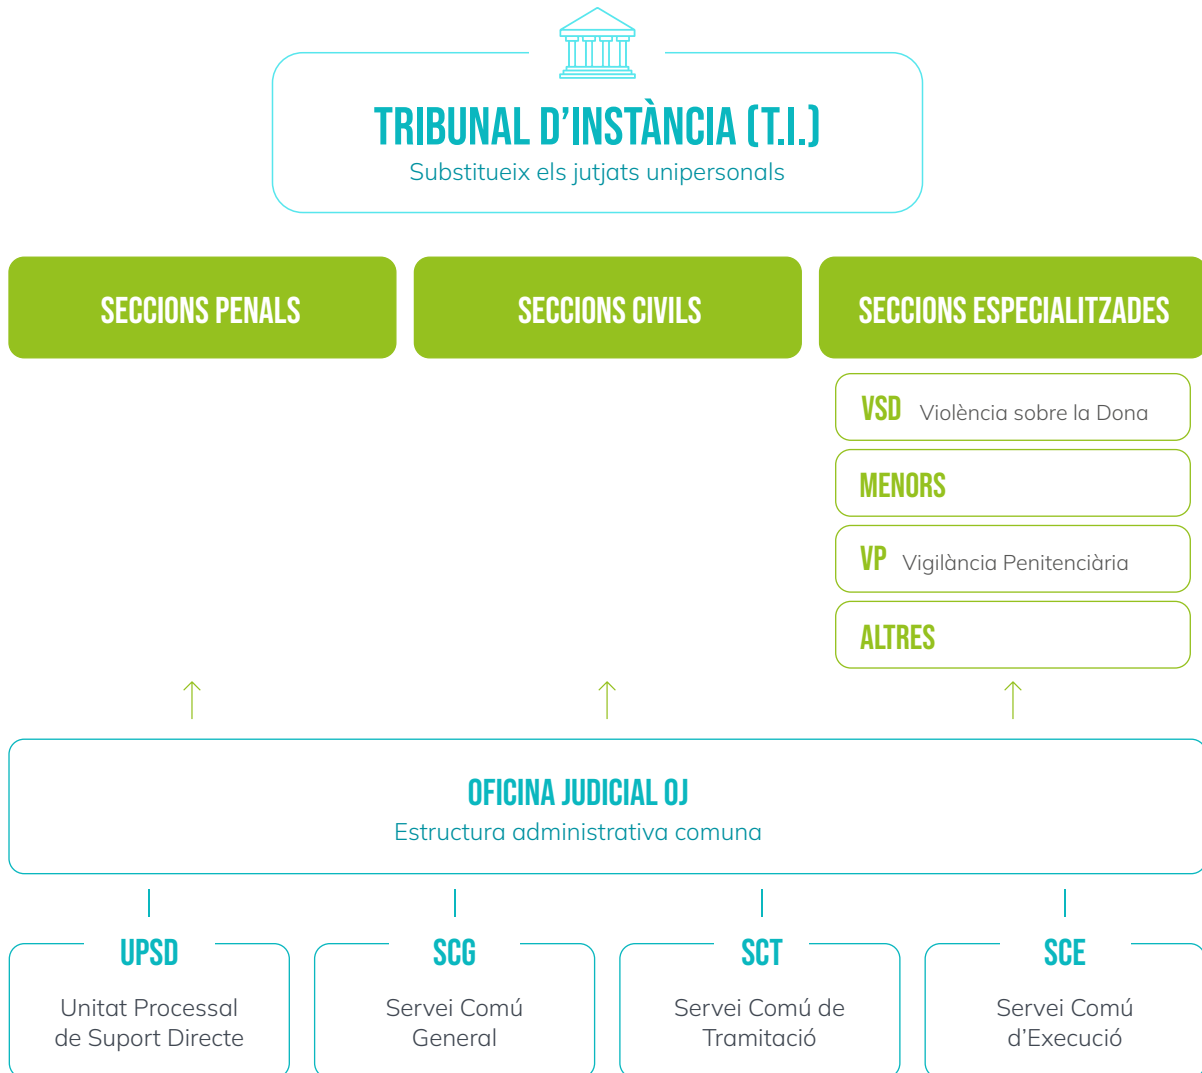 TRIBUNAL D'INSTÀNCIA (T.I.)
Substitueix els jutjats unipersonals
SECCIONS PENALS
SECCIONS CIVILS
SECCIONS ESPECIALITZADES
VSD Violència sobre la Dona
MENORS
VP Vigilància Penitenciària
ALTRES
OFICINA JUDICIAL OJ
Estructura administrativa comuna
UPSD
Unitat Processal
de Suport Directe
SCG
Servei Comú
General
SCT
Servei Comú de
Tramitació
SCE
Servei Comú
d'Execució